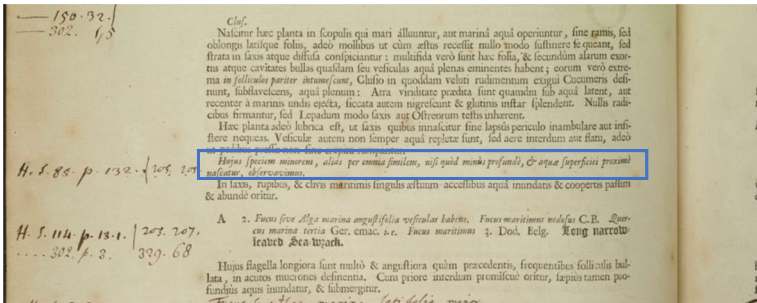 — 150. 32.
— 302.
Cluſ.
Naſcitur hæc planta in ſcopulis qui mari alluuntur, aut marinâ aquâ operiuntur, ſine ramis, ſed
oblongis latiſque foliis, adeò mollibus ut cùm æſtus receſſit nullo modo ſuſtinere ſe queant, ſed
ſtrata in ſaxis atque diffuſa conſpiciantur: multifida verò ſunt hæc folia, & ſecundùm alarum exor-
tus atque cavitates bullas quaſdam ſeu veſiculas aquâ plenas eminentes habent; eorum verò extre-
ma in folliculos pariter intumeſcunt, Cluſio in quoddam veluti rudimentum exigui Cucumeris deſi-
nunt, ſubflaveſcens, aquâ plenum: Atra viriditate prædita ſunt quamdiu ſub aquâ latent, aut
recenter à marinis undis ejecta, ſiccata autem nigreſcunt & glutinis inſtar ſplendent. Nullis radi-
cibus firmantur, ſed Lepadum modo ſaxis aut Oſtreorum teſtis inhærent.
Hæc planta adeò lubrica eſt, ut ſaxis quibus innaſcitur ſine lapsûs periculo inambulare aut inſi-
ſtere nequeas. Veſiculæ autem non ſemper aquâ repletæ ſunt, ſed aere interdum aut flatu, adeò
ut
Hujus ſpeciem minorem, aliàs per omnia ſimilem, niſi quòd minùs profundè, & aquæ ſuperficiei proximè
naſcatur, obſervavimus.
H. S. 85. p. 132. { 205. 205
In ſaxis, rupibus, & clivis maritimis ſingulis æſtuum acceſſibus aquâ inundatis & coopertis paſſim
& abunde oritur.
A 2. Fucus ſive Alga marina anguſtifolia veſiculas habens. Fucus maritimus nodoſus C.B. Quer-
cus marina tertia Ger. emac. i.e. Fucus maritimus 3. Dod. Belg. Long narrow-
leaved Sea Wrack.
H. S. 114. p. 131. { 203. 207.
302. p. 3. 329. 68
Hujus flagella longiora ſunt multò & anguſtiora quàm præcedentis, frequentibus folliculis bul-
lata, in acutos mucrones deſinentia. Cum priore interdum promiſcuè oritur, ſæpius tamen pro-
fundiùs aquis inundatur, & ſubmergitur.